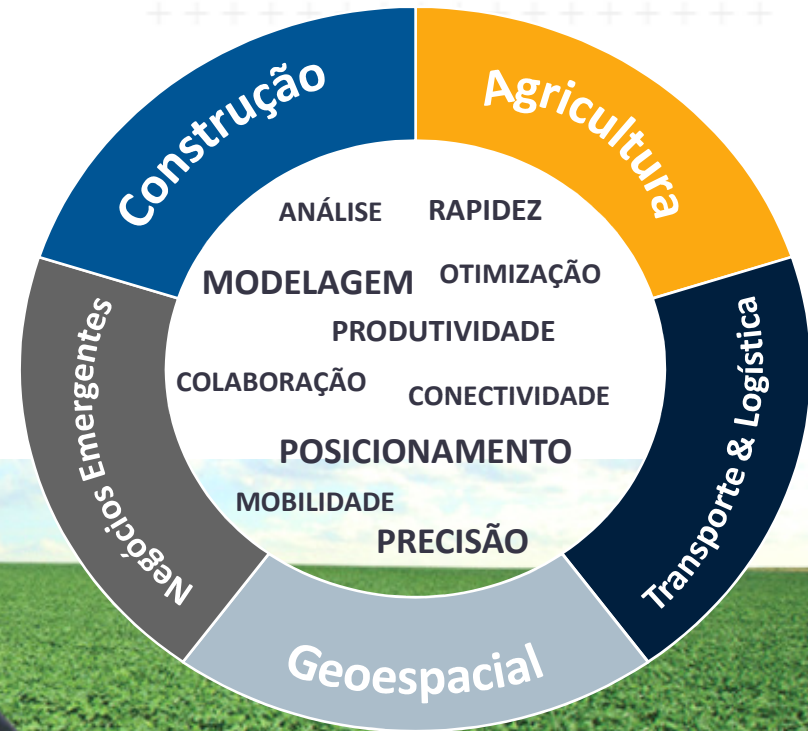 Construção
Agricultura
ANÁLISE
RAPIDEZ
MODELAGEM
OTIMIZAÇÃO
PRODUTIVIDADE
COLABORAÇÃO
CONECTIVIDADE
POSICIONAMENTO
MOBILIDADE
PRECISÃO
Negócios Emergentes
Transporte & Logística
Geoespacial